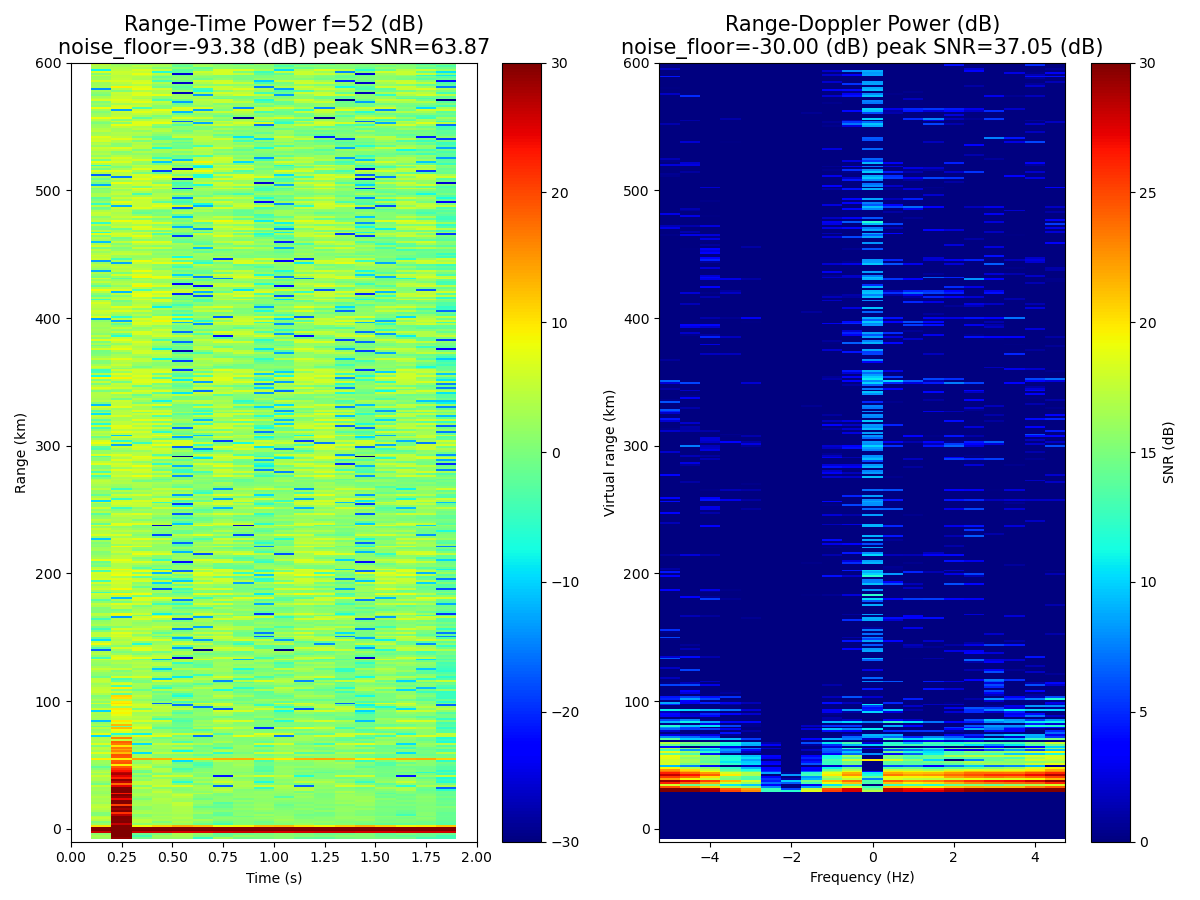 Range-Time Power f=52 (dB)
noise_floor=-93.38 (dB) peak SNR=63.87
Range (km)
600
500
400
300
200
100
0
0.00 0.25 0.50 0.75 1.00 1.25 1.50 1.75 2.00
Time (s)
30
20
10
0
−10
−20
−30
Range-Doppler Power (dB)
noise_floor=-30.00 (dB) peak SNR=37.05 (dB)
Virtual range (km)
600
500
400
300
200
100
0
−4 −2 0 2 4
Frequency (Hz)
30
25
20
15
10
5
0
SNR (dB)